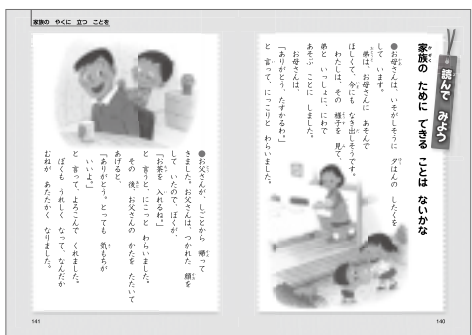 家族の やくに 立つ ことを
読んで みよう
家族の ために できる ことは ないかな
●お母さんは、いそがしそうに 夕はんの したくを
して います。
弟は、お母さんに あそんで
ほしくて、今にも なき出しそうです。
わたしは、その 様子を 見て、
弟と いっしょに、にわで
あそぶ ことに しました。
お母さんは、
「ありがとう、たすかるわ。」
と 言って、にっこりと わらいました。
140
●お父さんが、しごとから 帰って
きました。お父さんは、つかれた 顔を
して いたので、ぼくが、
「お茶を 入れるね。」
と 言うと、にこっと わらいました。
その 後、お父さんの かたを たたいて
あげると、
「ありがとう。とっても 気もちが
いいよ。」
と 言って、よろこんで くれました。
ぼくも うれしく なって、なんだか
むねが あたたかく なりました。
141